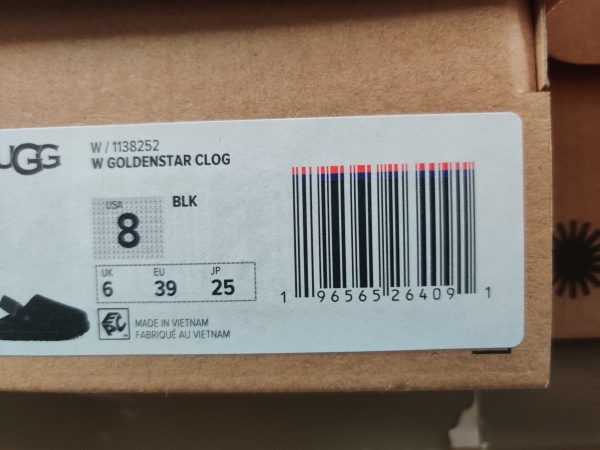 UGG
W / 1138252
W GOLDENSTAR CLOG
USA
8
BLK
UK EU JP
6 39 25
MADE IN VIETNAM
FABRIQUÉ AU VIETNAM
1 96565 26409 1